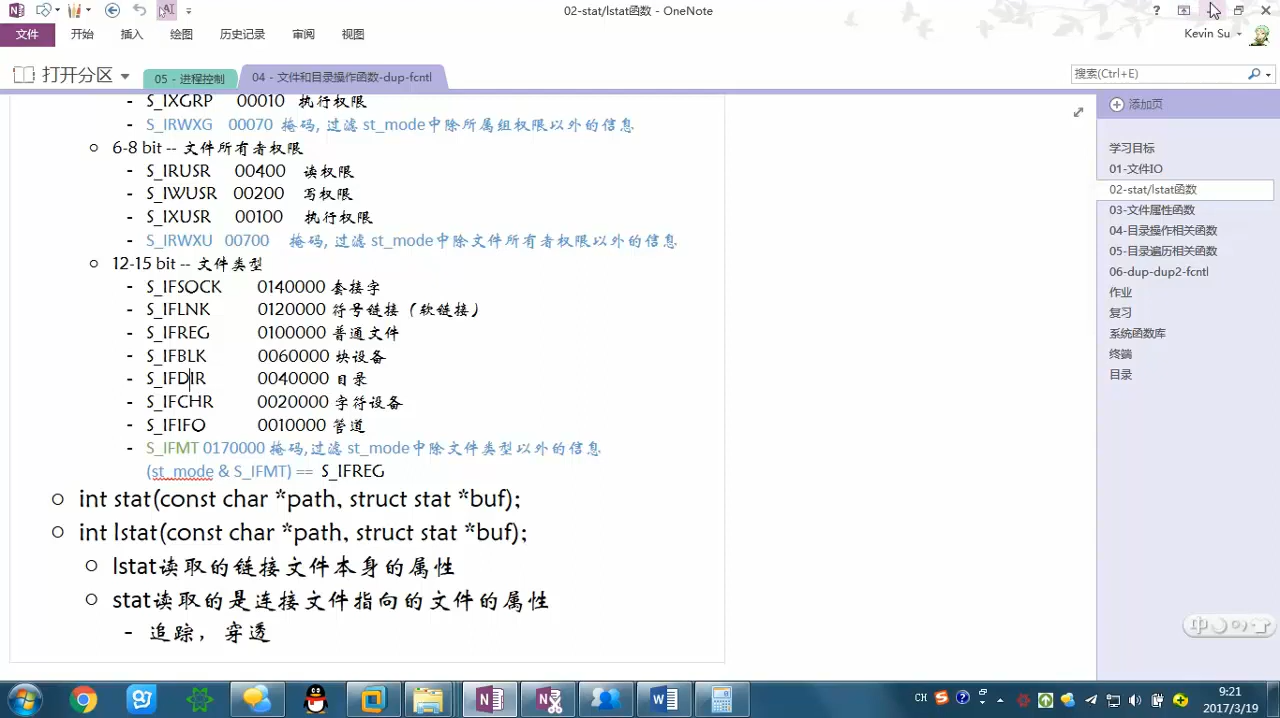 02-stat/lstat函数 - OneNote
文件 开始 插入 绘图 历史记录 审阅 视图
Kevin Su
打开分区
05 - 进程控制
04 - 文件和目录操作函数-dup-fcntl
搜索(Ctrl+E)
- S_IXGRP 00010 执行权限
- S_IRWXG 00070 掩码, 过滤 st_mode中除所属组权限以外的信息
○ 6-8 bit -- 文件所有者权限
- S_IRUSR 00400 读权限
- S_IWUSR 00200 写权限
- S_IXUSR 00100 执行权限
- S_IRWXU 00700 掩码, 过滤 st_mode中除文件所有者权限以外的信息
○ 12-15 bit -- 文件类型
- S_IFSOCK 0140000 套接字
- S_IFLNK 0120000 符号链接（软链接）
- S_IFREG 0100000 普通文件
- S_IFBLK 0060000 块设备
- S_IFDIR 0040000 目录
- S_IFCHR 0020000 字符设备
- S_IFIFO 0010000 管道
- S_IFMT 0170000 掩码,过滤 st_mode中除文件类型以外的信息
(st_mode & S_IFMT) == S_IFREG
○ int stat(const char *path, struct stat *buf);
○ int lstat(const char *path, struct stat *buf);
○ lstat读取的链接文件本身的属性
○ stat读取的是连接文件指向的文件的属性
- 追踪，穿透
添加页
学习目标
01-文件IO
02-stat/lstat函数
03-文件属性函数
04-目录操作相关函数
05-目录遍历相关函数
06-dup-dup2-fcntl
作业
复习
系统函数库
终端
目录
中
CH
9:21
2017/3/19